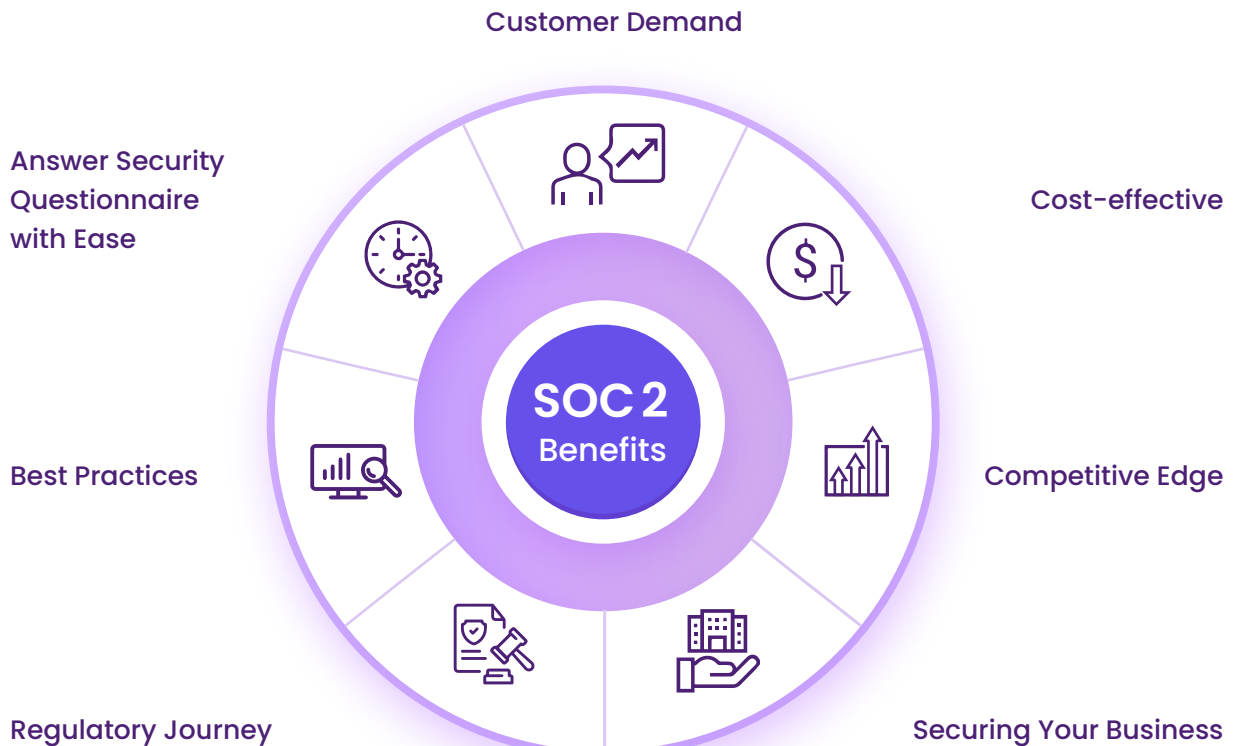 Customer Demand
Answer Security
Questionnaire
with Ease
Cost-effective
$
SOC 2
Benefits
Best Practices
Competitive Edge
Regulatory Journey
Securing Your Business